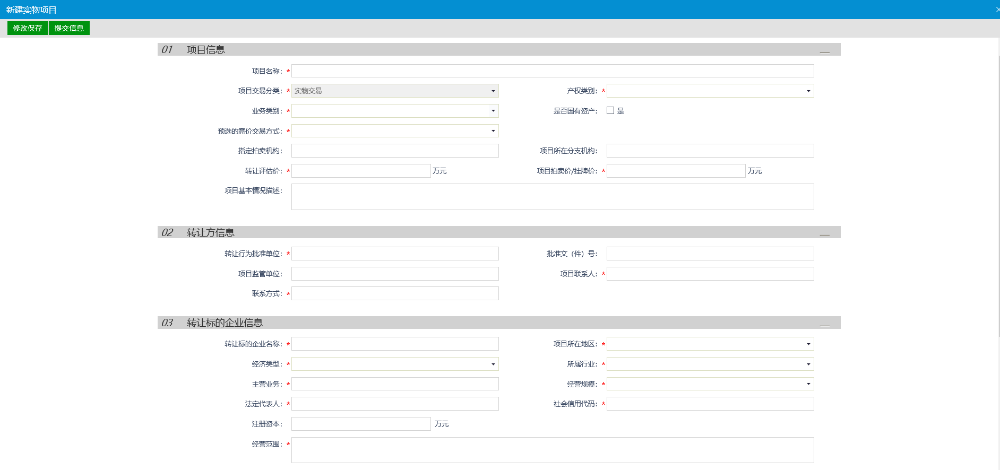 新建实物项目
修改保存 提交信息
01 项目信息
项目名称: *
项目交易分类: * 实物交易 产权类别: *
业务类别: * 是否国有资产: 是
预选的竞价交易方式: *
指定拍卖机构: 项目所在分支机构:
转让评估价: * 万元 项目拍卖价/挂牌价: * 万元
项目基本情况描述:
02 转让方信息
转让行为批准单位: * 批准文（件）号:
项目监管单位: 项目联系人: *
联系方式: *
03 转让标的企业信息
转让标的企业名称: * 项目所在地区: *
经济类型: * 所属行业: *
主营业务: * 经营规模: *
法定代表人: * 社会信用代码: *
注册资本: 万元
经营范围: *